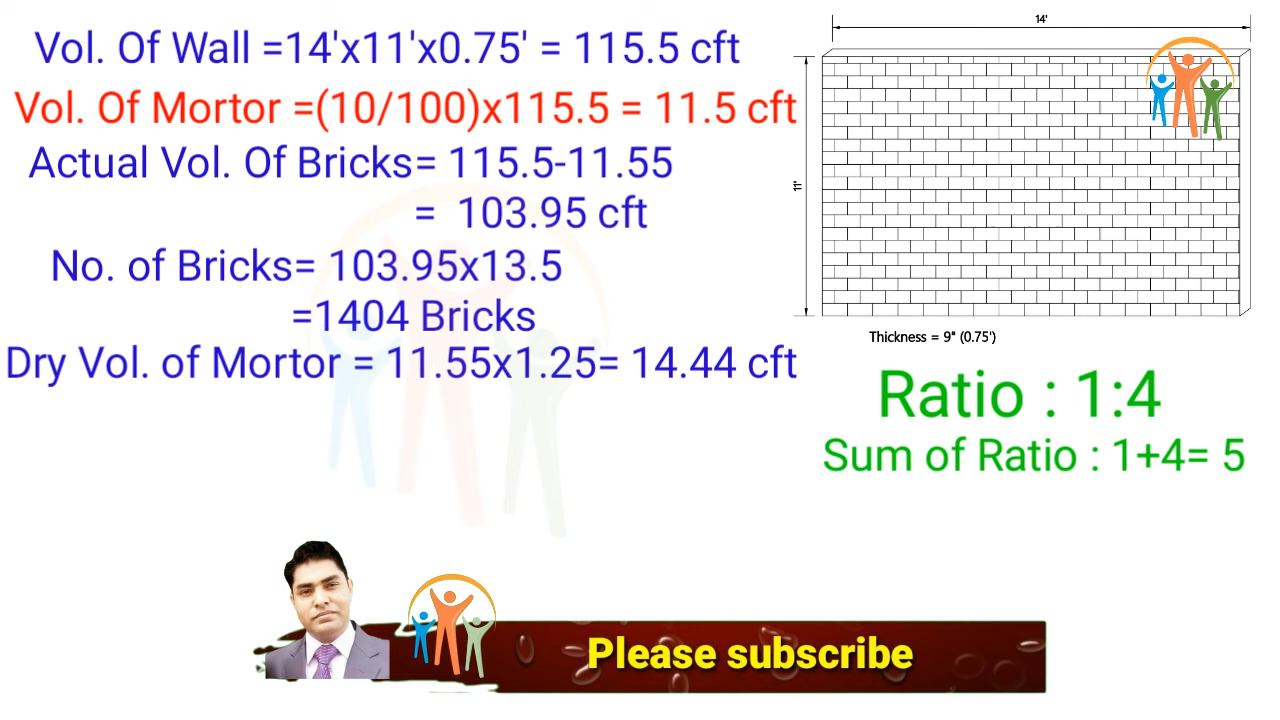 Vol. Of Wall =14'x11'x0.75' = 115.5 cft
Vol. Of Mortor =(10/100)x115.5 = 11.5 cft
Actual Vol. Of Bricks= 115.5-11.55
= 103.95 cft
No. of Bricks= 103.95x13.5
=1404 Bricks
Dry Vol. of Mortor = 11.55x1.25= 14.44 cft
14'
11'
Thickness = 9" (0.75')
Ratio : 1:4
Sum of Ratio : 1+4= 5
Please subscribe